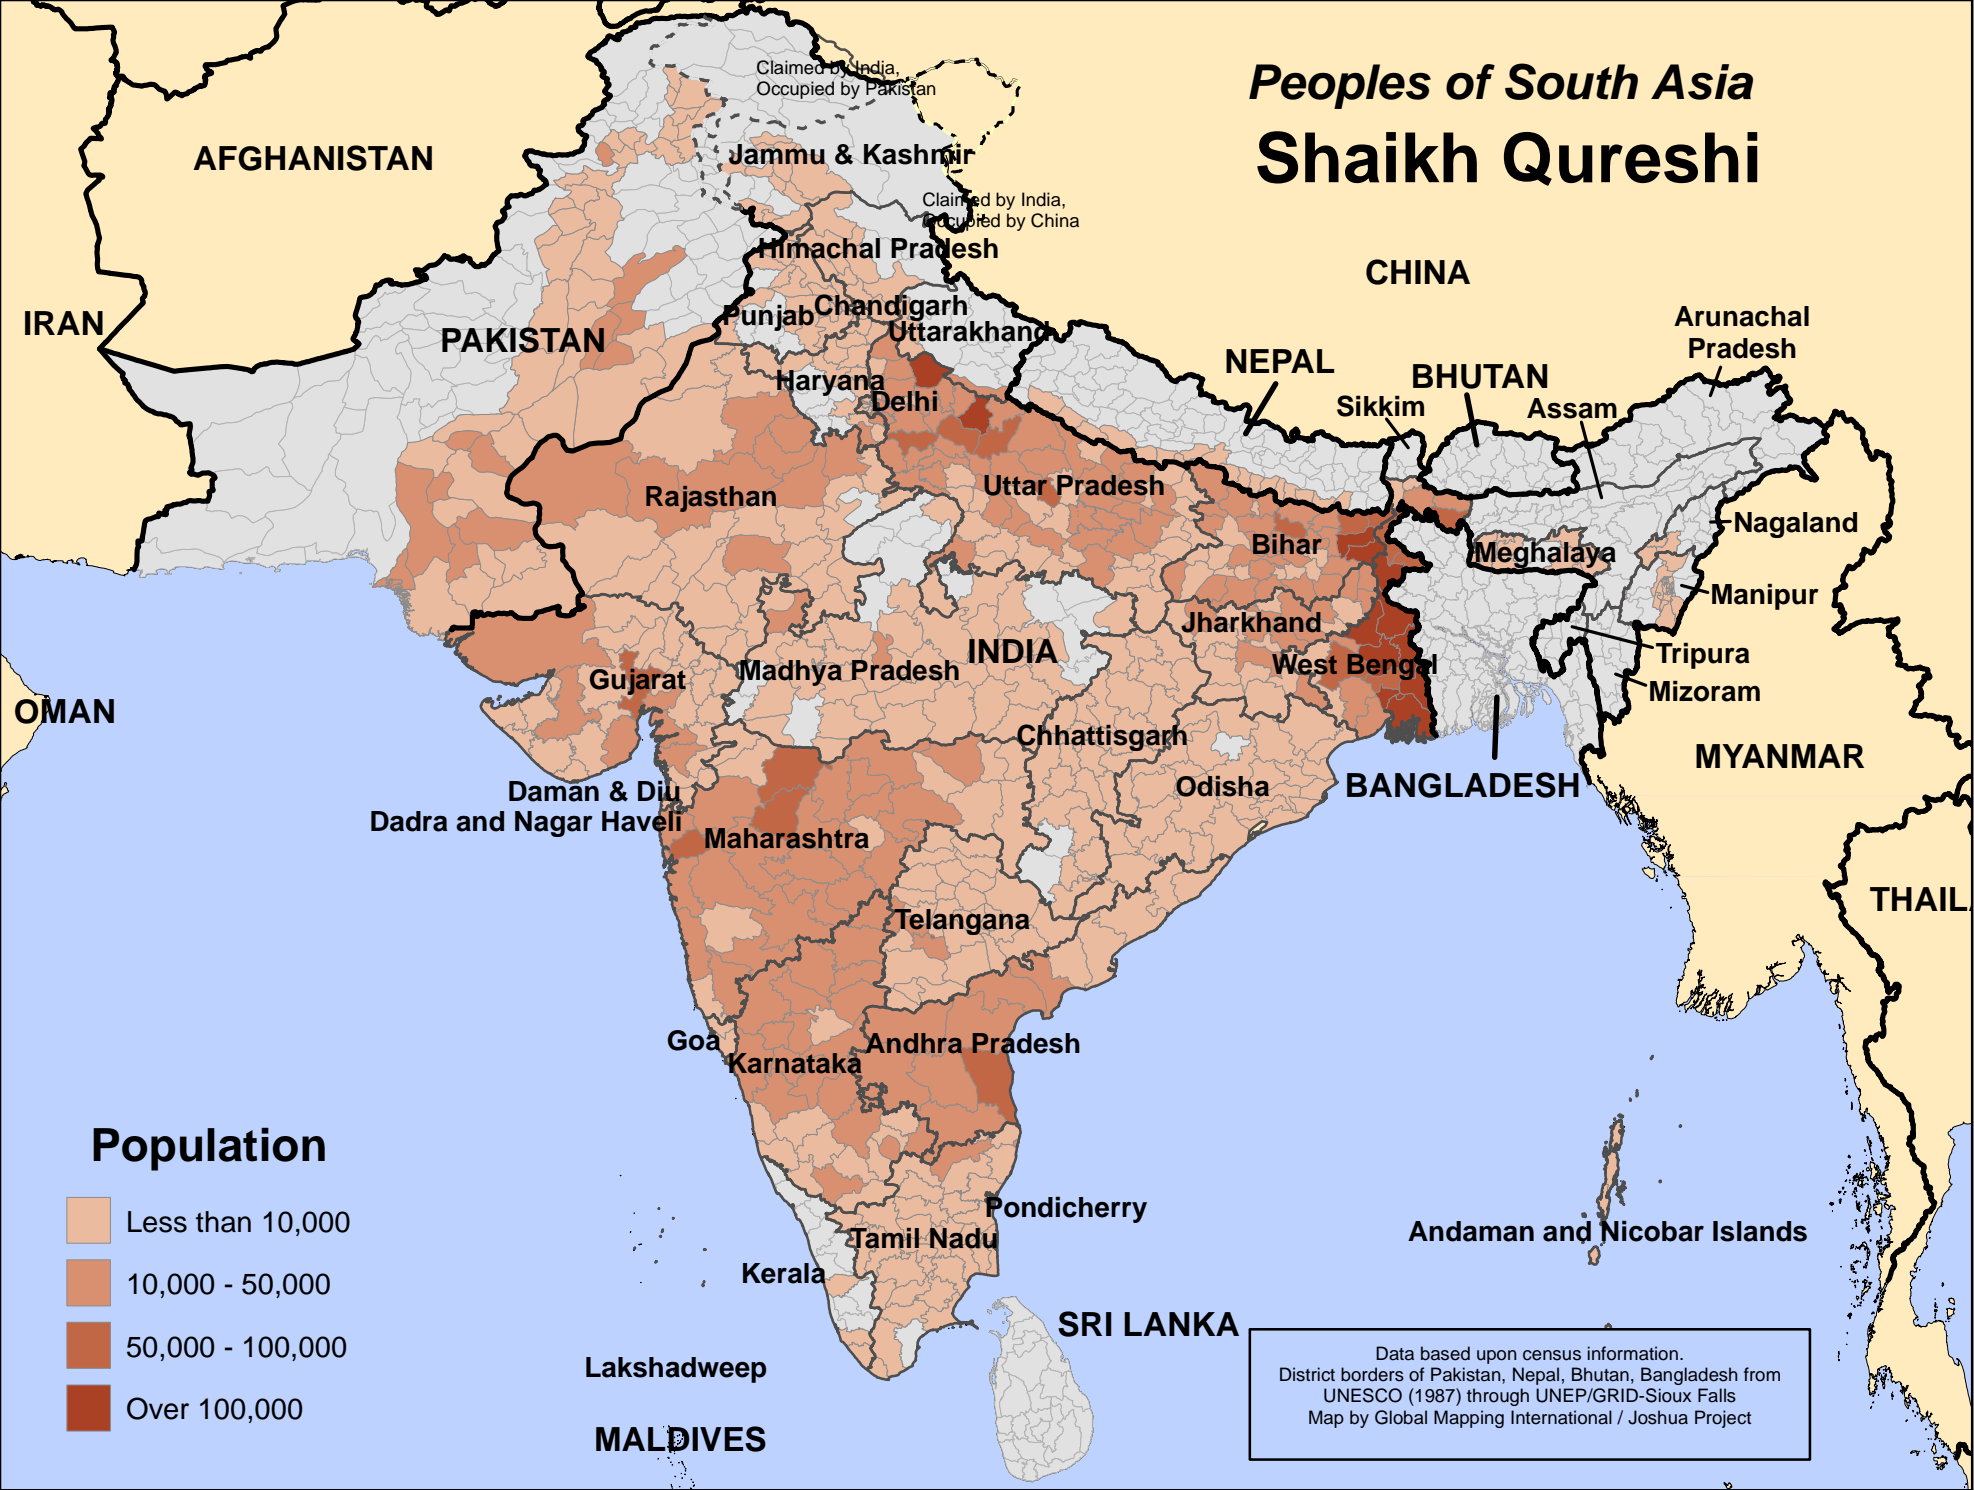 Peoples of South Asia
Shaikh Qureshi
Claimed by India,
Occupied by Pakistan
AFGHANISTAN
Jammu & Kashmir
Claimed by India,
Occupied by China
Himachal Pradesh
CHINA
IRAN
PAKISTAN
Punjab
Chandigarh
Uttarakhand
Arunachal
Pradesh
NEPAL
BHUTAN
Haryana
Delhi
Sikkim
Assam
Rajasthan
Uttar Pradesh
Nagaland
Bihar
Meghalaya
Manipur
Jharkhand
INDIA
Tripura
Madhya Pradesh
West Bengal
Gujarat
Mizoram
OMAN
Chhattisgarh
MYANMAR
Odisha
BANGLADESH
Daman & Diu
Dadra and Nagar Haveli
Maharashtra
THAIL
Telangana
Goa
Andhra Pradesh
Karnataka
Pondicherry
Andaman and Nicobar Islands
Tamil Nadu
Kerala
SRI LANKA
Lakshadweep
MALDIVES
Population
Less than 10,000
10,000 - 50,000
50,000 - 100,000
Over 100,000
Data based upon census information.
District borders of Pakistan, Nepal, Bhutan, Bangladesh from
UNESCO (1987) through UNEP/GRID-Sioux Falls
Map by Global Mapping International / Joshua Project